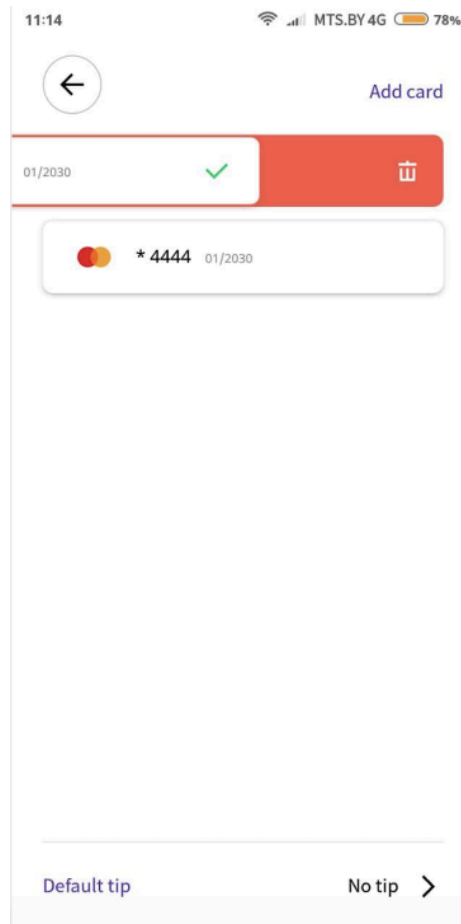 11:14 MTS.BY 4G 78%
Add card
01/2030
* 4444 01/2030
Default tip No tip